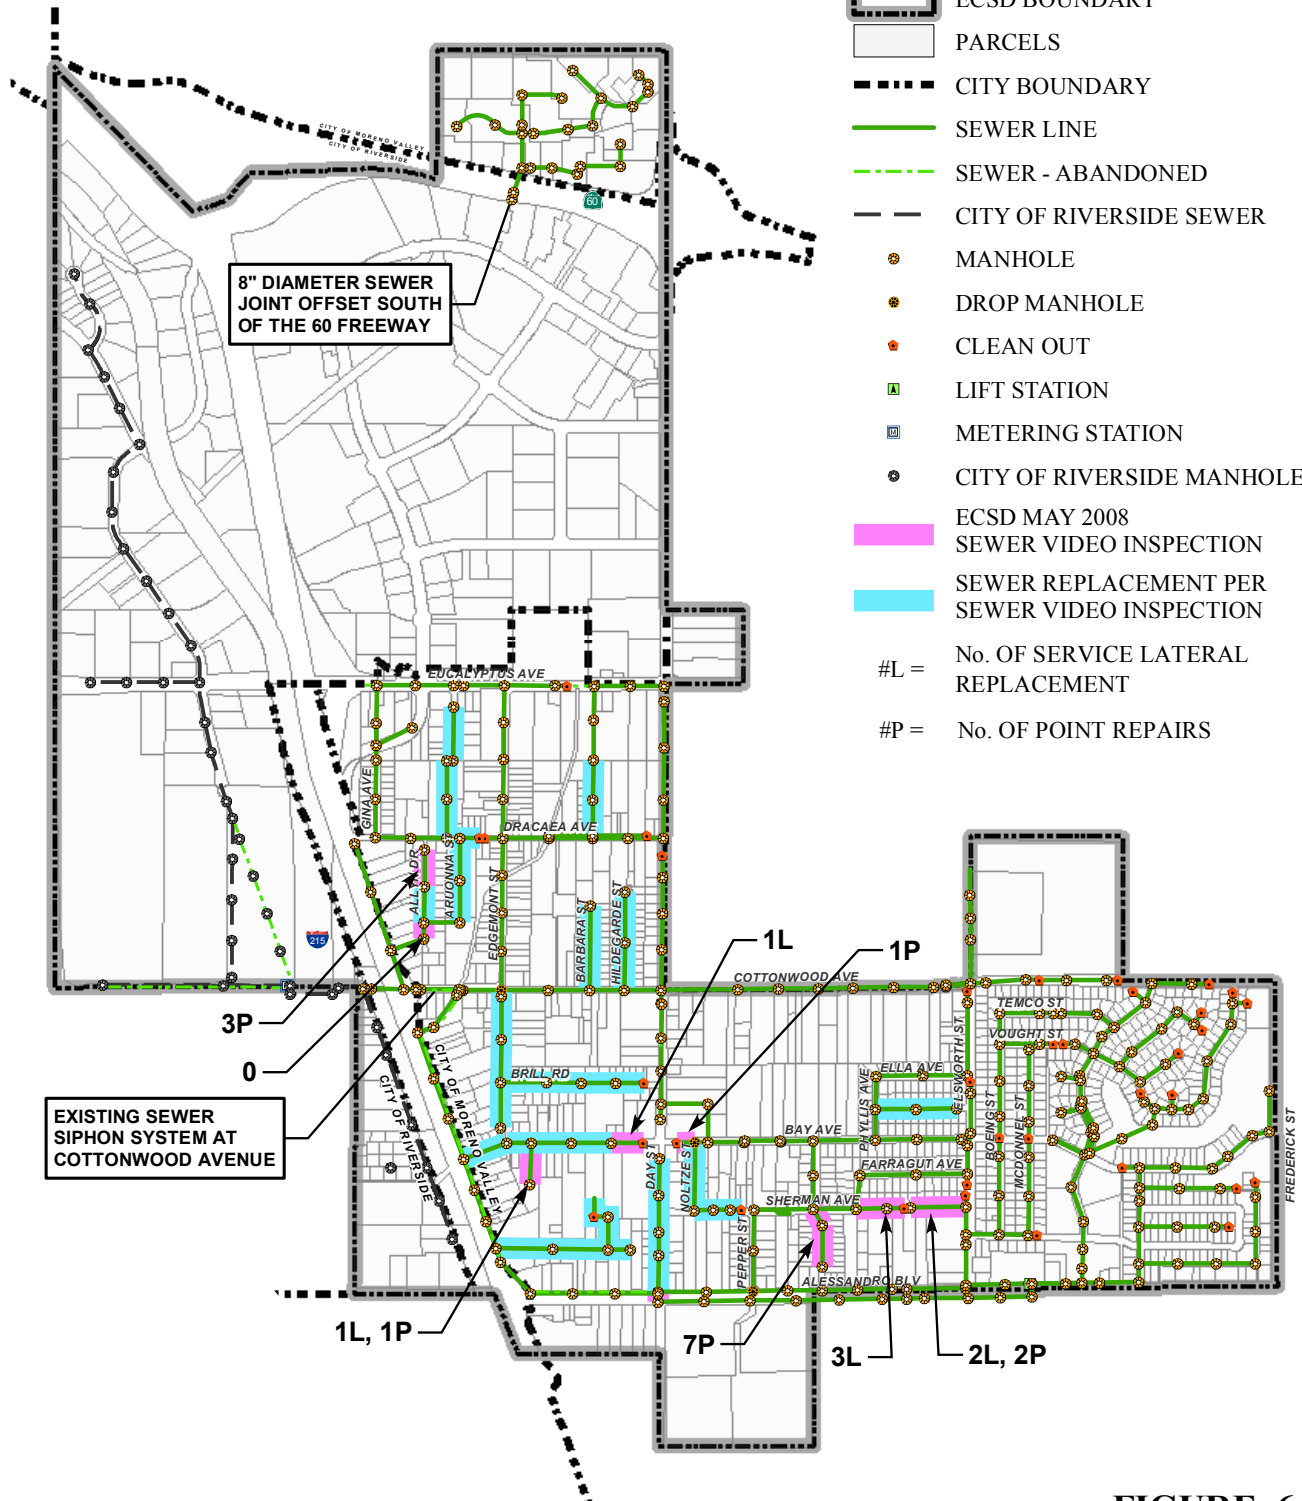 ECSD BOUNDARY
PARCELS
CITY BOUNDARY
SEWER LINE
SEWER - ABANDONED
CITY OF RIVERSIDE SEWER
MANHOLE
DROP MANHOLE
CLEAN OUT
LIFT STATION
METERING STATION
CITY OF RIVERSIDE MANHOLE
ECSD MAY 2008
SEWER VIDEO INSPECTION
SEWER REPLACEMENT PER
SEWER VIDEO INSPECTION
#L = No. OF SERVICE LATERAL
REPLACEMENT
#P = No. OF POINT REPAIRS
CITY OF MORENO VALLEY
CITY OF RIVERSIDE
60
8" DIAMETER SEWER
JOINT OFFSET SOUTH
OF THE 60 FREEWAY
EUCALYPTUS AVE
GINA AVE
DRACAEA AVE
ARUONNA ST
EDGEMONT ST
BARBARA ST
HILDEGARDE ST
215
1L
1P
COTTONWOOD AVE
3P
0
TEMCO ST
VOUGHT ST
ELSWORTH ST
BRILL RD
ELLA AVE
PHYLLIS AVE
BOEING ST
MCDONNEL ST
FREDERICK ST
EXISTING SEWER
SIPHON SYSTEM AT
COTTONWOOD AVENUE
CITY OF MORENO VALLEY
CITY OF RIVERSIDE
BAY AVE
DAY ST
NOLTZE ST
FARRAGUT AVE
SHERMAN AVE
PEPPER ST
ALESSANDRO BLV
1L, 1P
7P
3L
2L, 2P